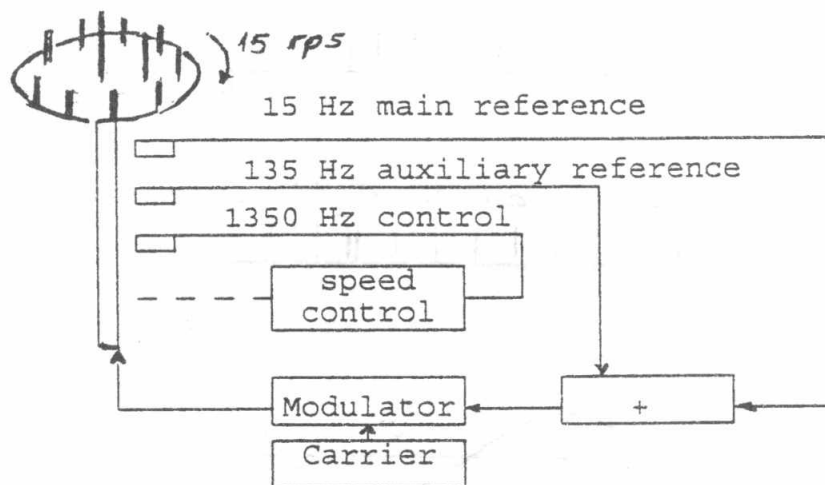 15 rps
15 Hz main reference
135 Hz auxiliary reference
1350 Hz control
speed
control
Modulator
+
Carrier